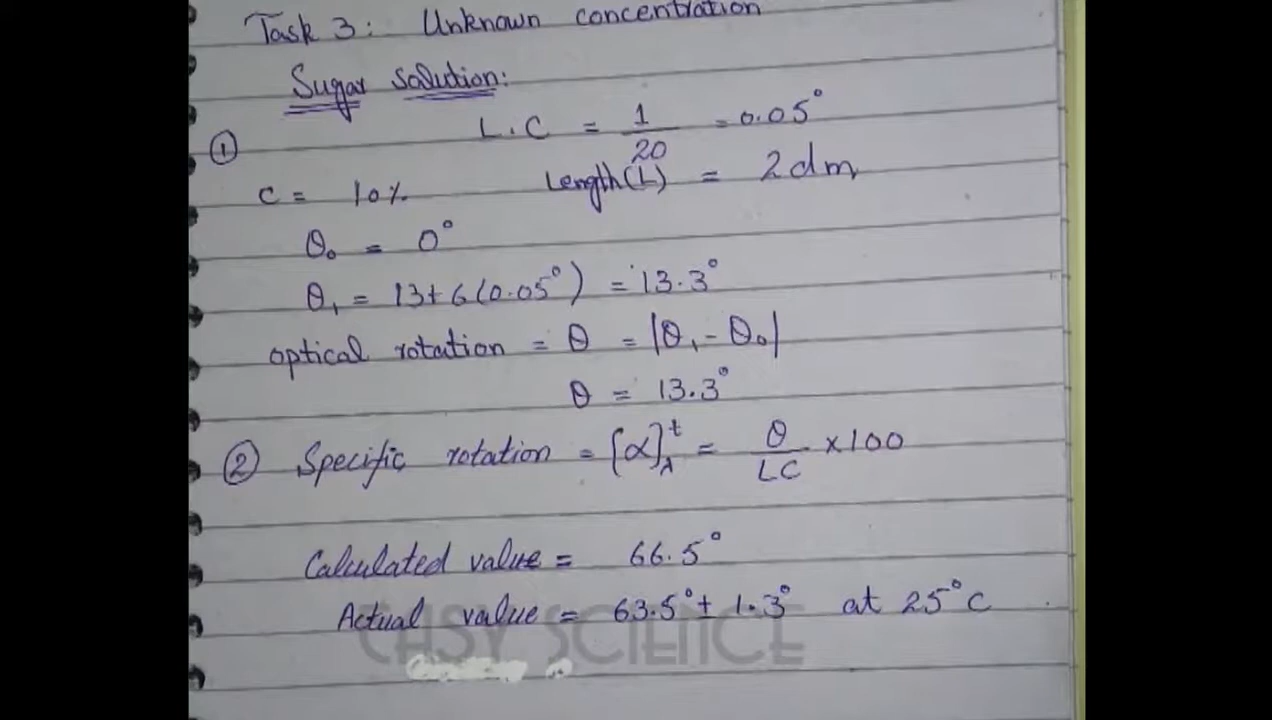 Task 3: Unknown concentration
Sugar solution:
① L.C = 1/20 = 0.05°
C = 10% Length(L) = 2dm
θ₀ = 0°
θ₁ = 13+6(0.05°) = 13.3°
optical rotation = θ = |θ₁ - θ₀|
θ = 13.3°
② Specific rotation = [α]ᵗλ = θ/LC × 100
Calculated value = 66.5°
Actual value = 63.5° ± 1.3° at 25°C
EASY SCIENCE